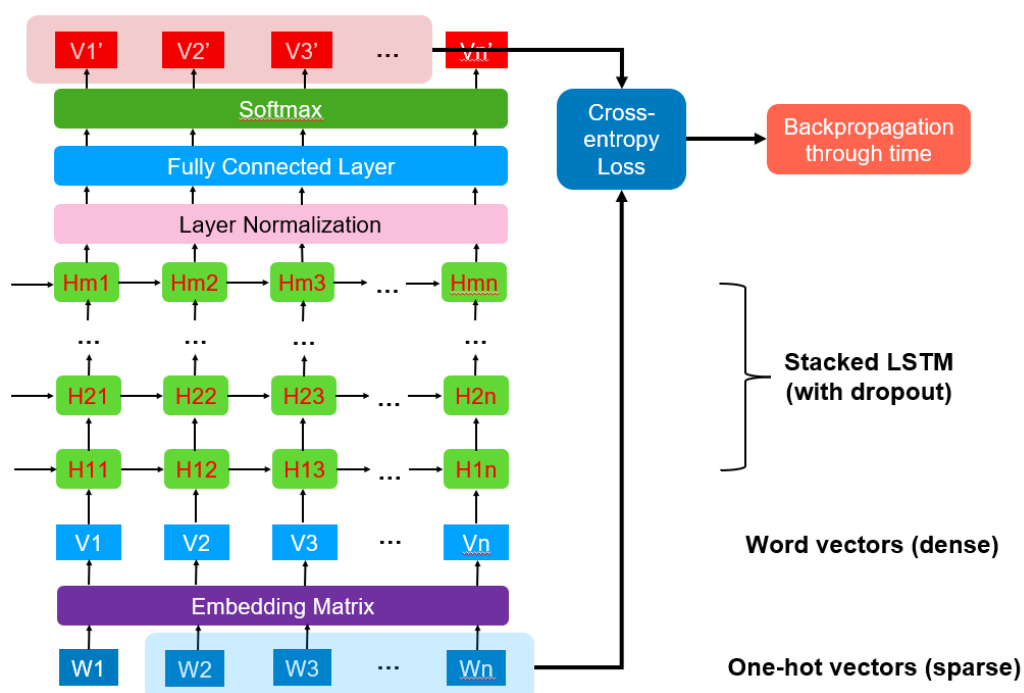 V1’ V2’ V3’ ... Vn’
Softmax
Cross-
entropy
Loss
Backpropagation
through time
Fully Connected Layer
Layer Normalization
Hm1 Hm2 Hm3 ... Hmn
... ... ... ...
H21 H22 H23 ... H2n
Stacked LSTM
(with dropout)
H11 H12 H13 ... H1n
V1 V2 V3 ... Vn
Word vectors (dense)
Embedding Matrix
W1 W2 W3 ... Wn
One-hot vectors (sparse)